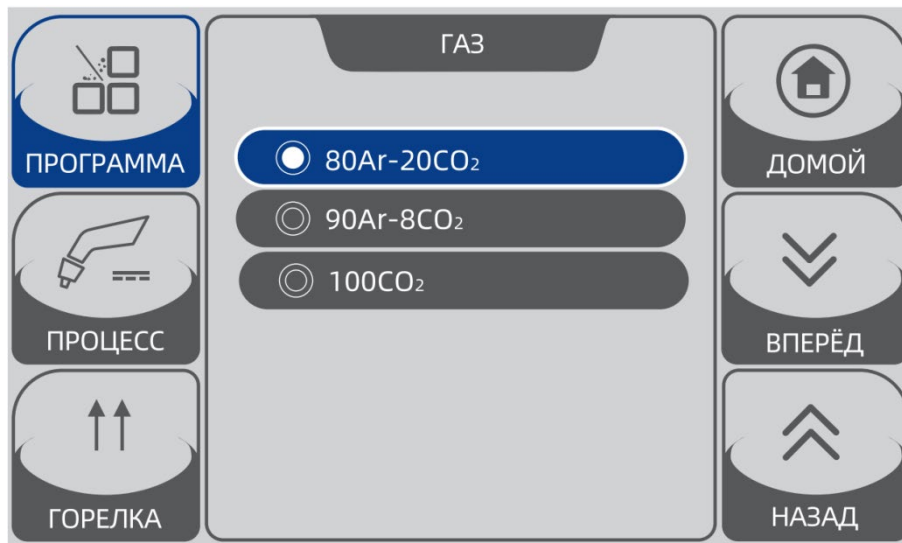 ПРОГРАММА
ПРОЦЕСС
ГОРЕЛКА
ГАЗ
80Ar-20CO₂
90Ar-8CO₂
100CO₂
ДОМОЙ
ВПЕРЁД
НАЗАД